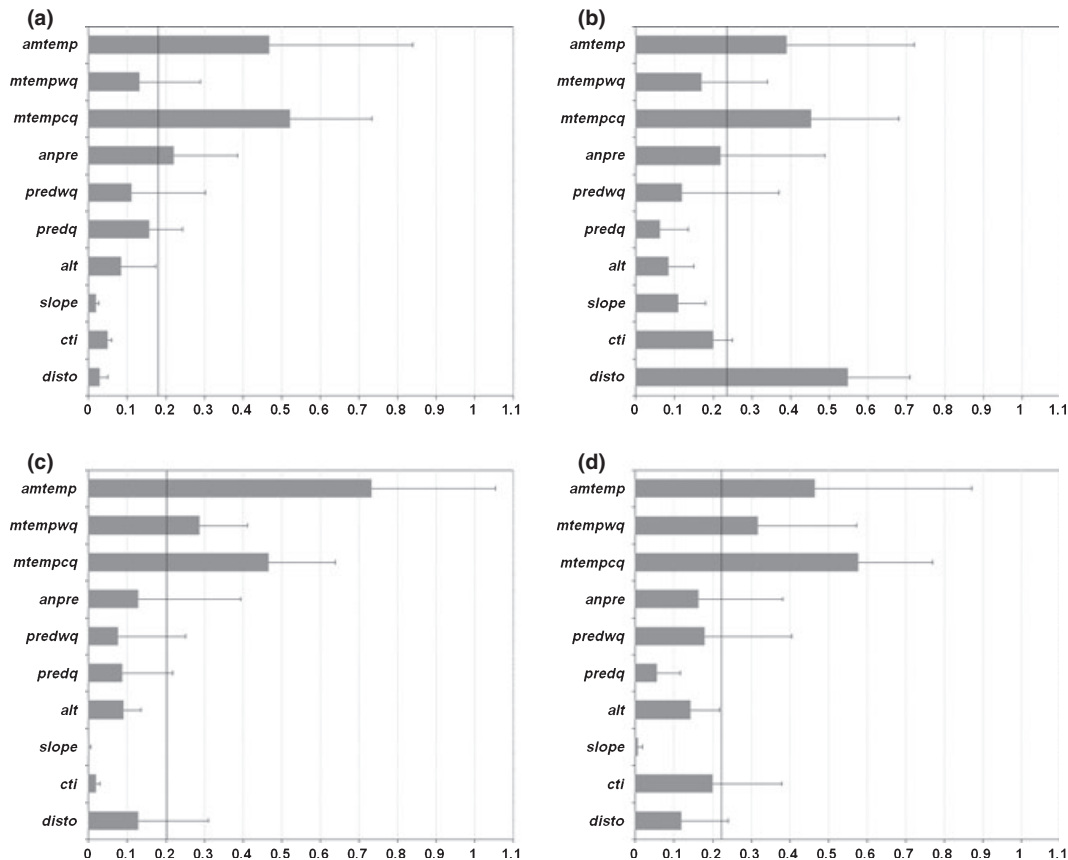 (a)
amtemp
mtempwq
mtempcq
anpre
predwq
predq
alt
slope
cti
disto
0 0.1 0.2 0.3 0.4 0.5 0.6 0.7 0.8 0.9 1 1.1
(b)
amtemp
mtempwq
mtempcq
anpre
predwq
predq
alt
slope
cti
disto
0 0.1 0.2 0.3 0.4 0.5 0.6 0.7 0.8 0.9 1 1.1
(c)
amtemp
mtempwq
mtempcq
anpre
predwq
predq
alt
slope
cti
disto
0 0.1 0.2 0.3 0.4 0.5 0.6 0.7 0.8 0.9 1 1.1
(d)
amtemp
mtempwq
mtempcq
anpre
predwq
predq
alt
slope
cti
disto
0 0.1 0.2 0.3 0.4 0.5 0.6 0.7 0.8 0.9 1 1.1